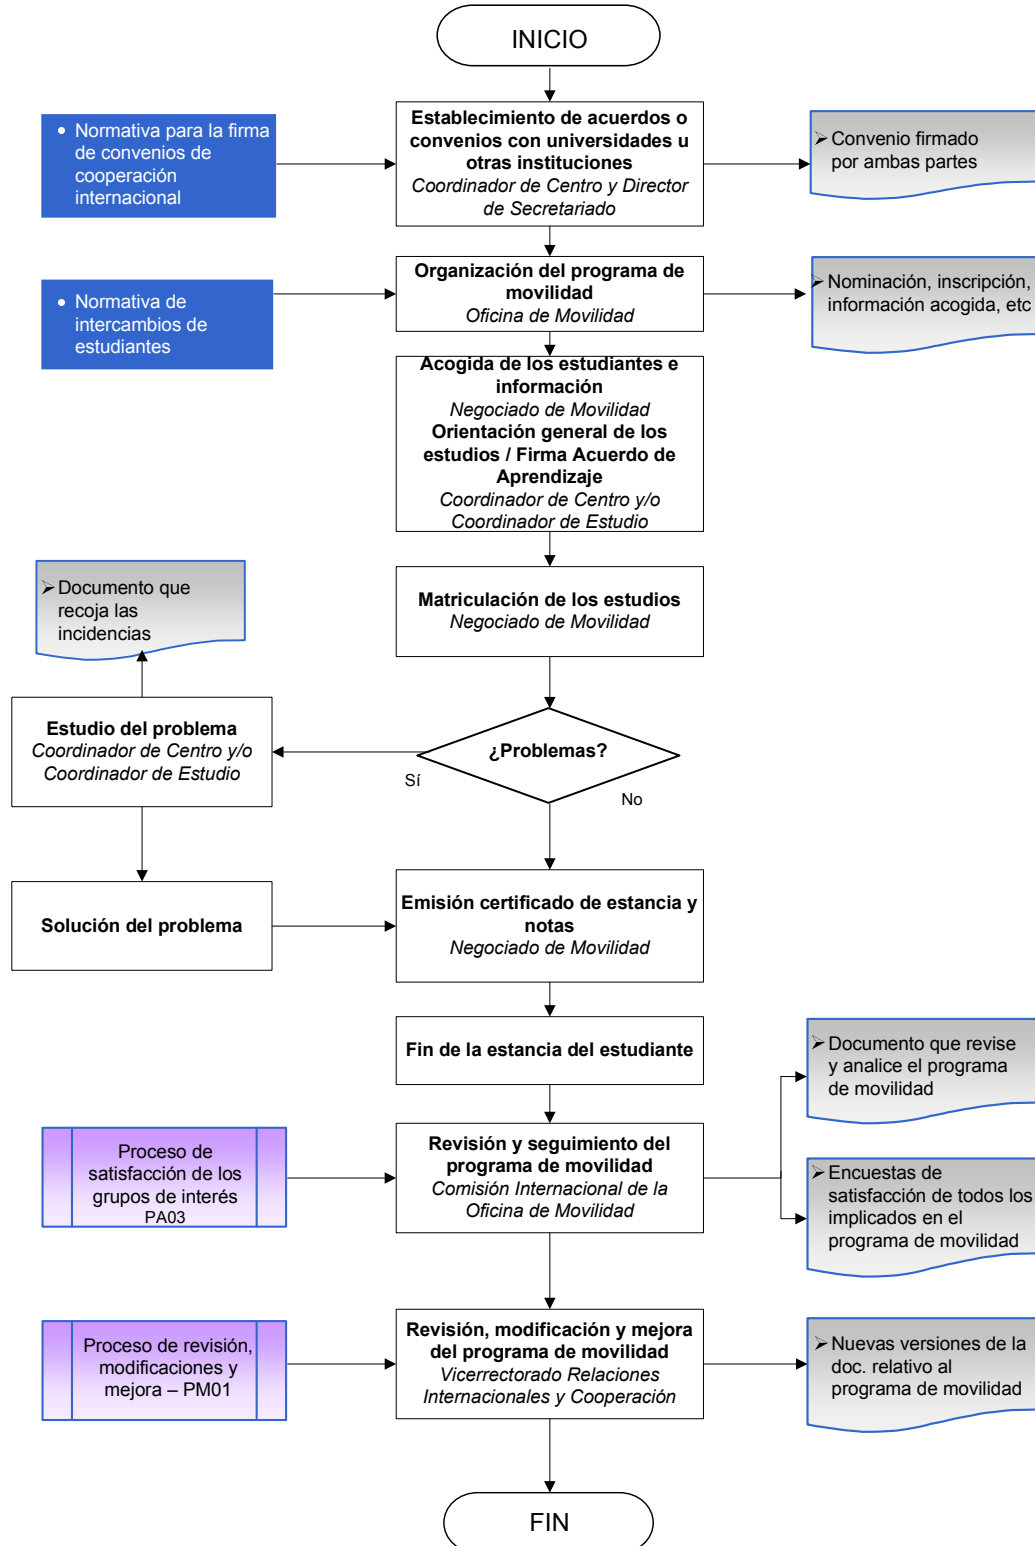 INICIO
• Normativa para la firma
de convenios de
cooperación
internacional
Establecimiento de acuerdos o
convenios con universidades u
otras instituciones
Coordinador de Centro y Director
de Secretariado
➢ Convenio firmado
por ambas partes
• Normativa de
intercambios de
estudiantes
Organización del programa de
movilidad
Oficina de Movilidad
➢ Nominación, inscripción,
información acogida, etc
Acogida de los estudiantes e
información
Negociado de Movilidad
Orientación general de los
estudios / Firma Acuerdo de
Aprendizaje
Coordinador de Centro y/o
Coordinador de Estudio
Matriculación de los estudios
Negociado de Movilidad
➢ Documento que
recoja las
incidencias
Estudio del problema
Coordinador de Centro y/o
Coordinador de Estudio
¿Problemas?
Sí
No
Solución del problema
Emisión certificado de estancia y
notas
Negociado de Movilidad
Fin de la estancia del estudiante
➢ Documento que revise
y analice el programa
de movilidad
Proceso de
satisfacción de los
grupos de interés
PA03
Revisión y seguimiento del
programa de movilidad
Comisión Internacional de la
Oficina de Movilidad
➢ Encuestas de
satisfacción de todos los
implicados en el
programa de movilidad
Proceso de revisión,
modificaciones y
mejora – PM01
Revisión, modificación y mejora
del programa de movilidad
Vicerrectorado Relaciones
Internacionales y Cooperación
➢ Nuevas versiones de la
doc. relativo al
programa de movilidad
FIN